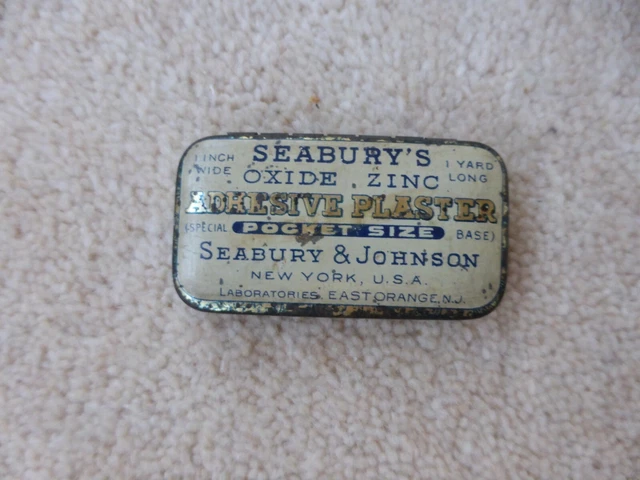 1 INCH WIDE SEABURY'S 1 YARD LONG
OXIDE ZINC
ADHESIVE PLASTER
(SPECIAL POCKET SIZE BASE)
SEABURY & JOHNSON
NEW YORK, U.S.A.
LABORATORIES, EAST ORANGE, N.J.